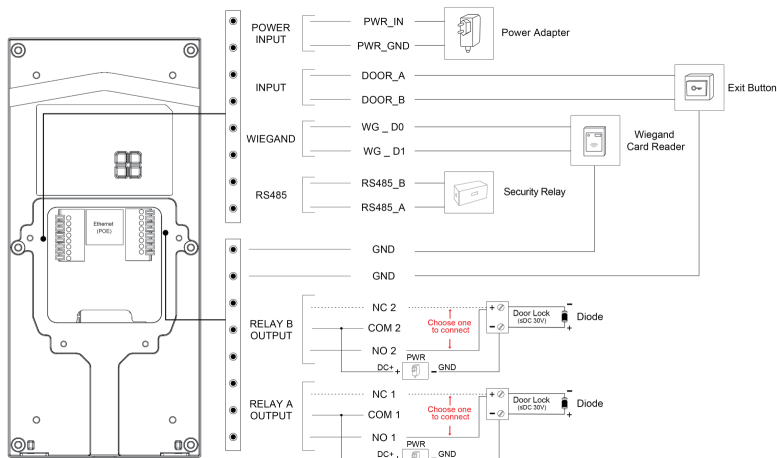 POWER
INPUT
PWR_IN
PWR_GND
Power Adapter
INPUT
DOOR_A
DOOR_B
Exit Button
WIEGAND
WG _ D0
WG _ D1
Wiegand
Card Reader
RS485
RS485_B
RS485_A
Security Relay
Ethernet
(POE)
GND
GND
RELAY B
OUTPUT
NC 2
COM 2
NO 2
Choose one
to connect
PWR
DC+ + - GND
+
-
Door Lock
(≤DC 30V)
-
+
Diode
RELAY A
OUTPUT
NC 1
COM 1
NO 1
Choose one
to connect
PWR
DC+ + - GND
+
-
Door Lock
(≤DC 30V)
-
+
Diode